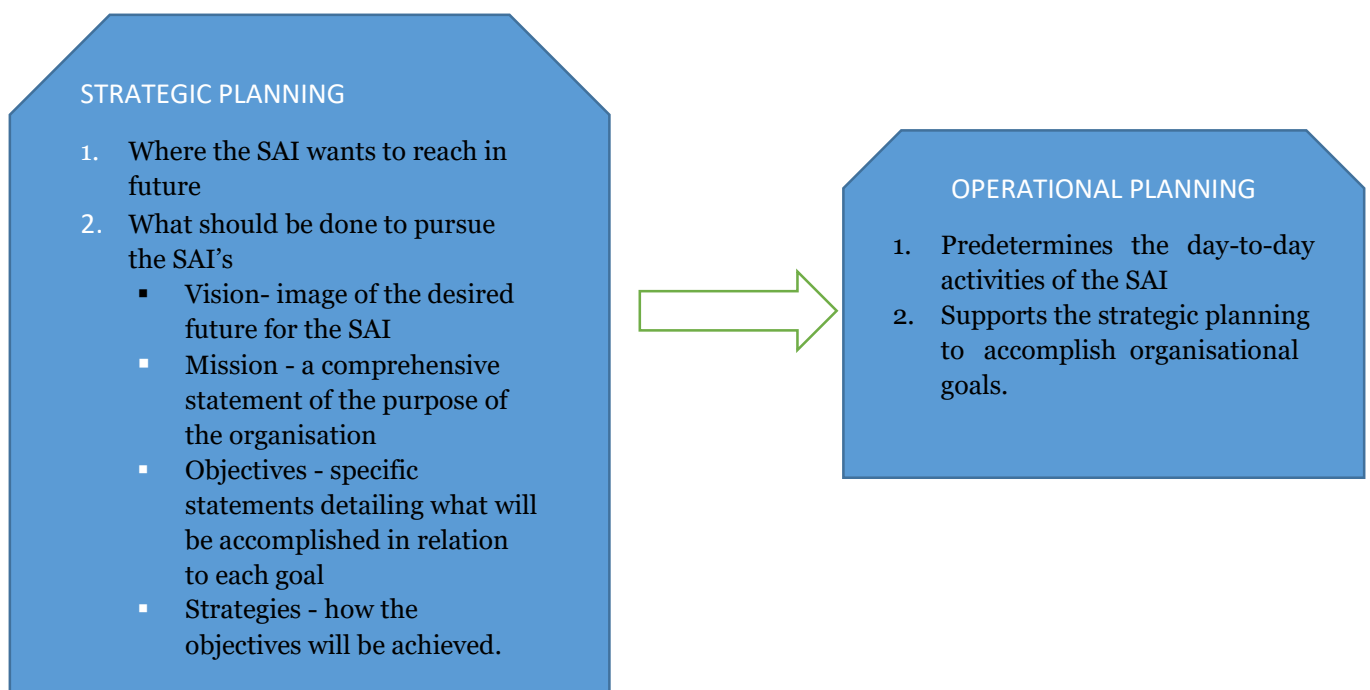 STRATEGIC PLANNING
1. Where the SAI wants to reach in
future
2. What should be done to pursue
the SAI’s
▪ Vision- image of the desired
future for the SAI
▪ Mission - a comprehensive
statement of the purpose of
the organisation
▪ Objectives - specific
statements detailing what will
be accomplished in relation
to each goal
▪ Strategies - how the
objectives will be achieved.
OPERATIONAL PLANNING
1. Predetermines the day-to-day
activities of the SAI
2. Supports the strategic planning
to accomplish organisational
goals.